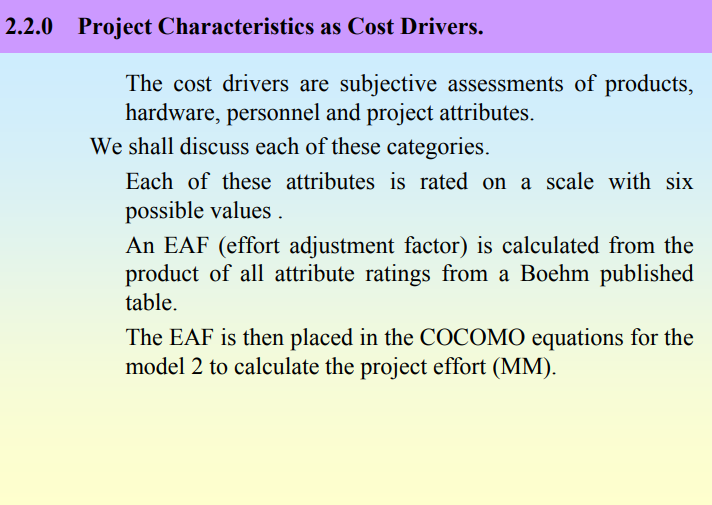 2.2.0 Project Characteristics as Cost Drivers.
The cost drivers are subjective assessments of products,
hardware, personnel and project attributes.
We shall discuss each of these categories.
Each of these attributes is rated on a scale with six
possible values .
An EAF (effort adjustment factor) is calculated from the
product of all attribute ratings from a Boehm published
table.
The EAF is then placed in the COCOMO equations for the
model 2 to calculate the project effort (MM).